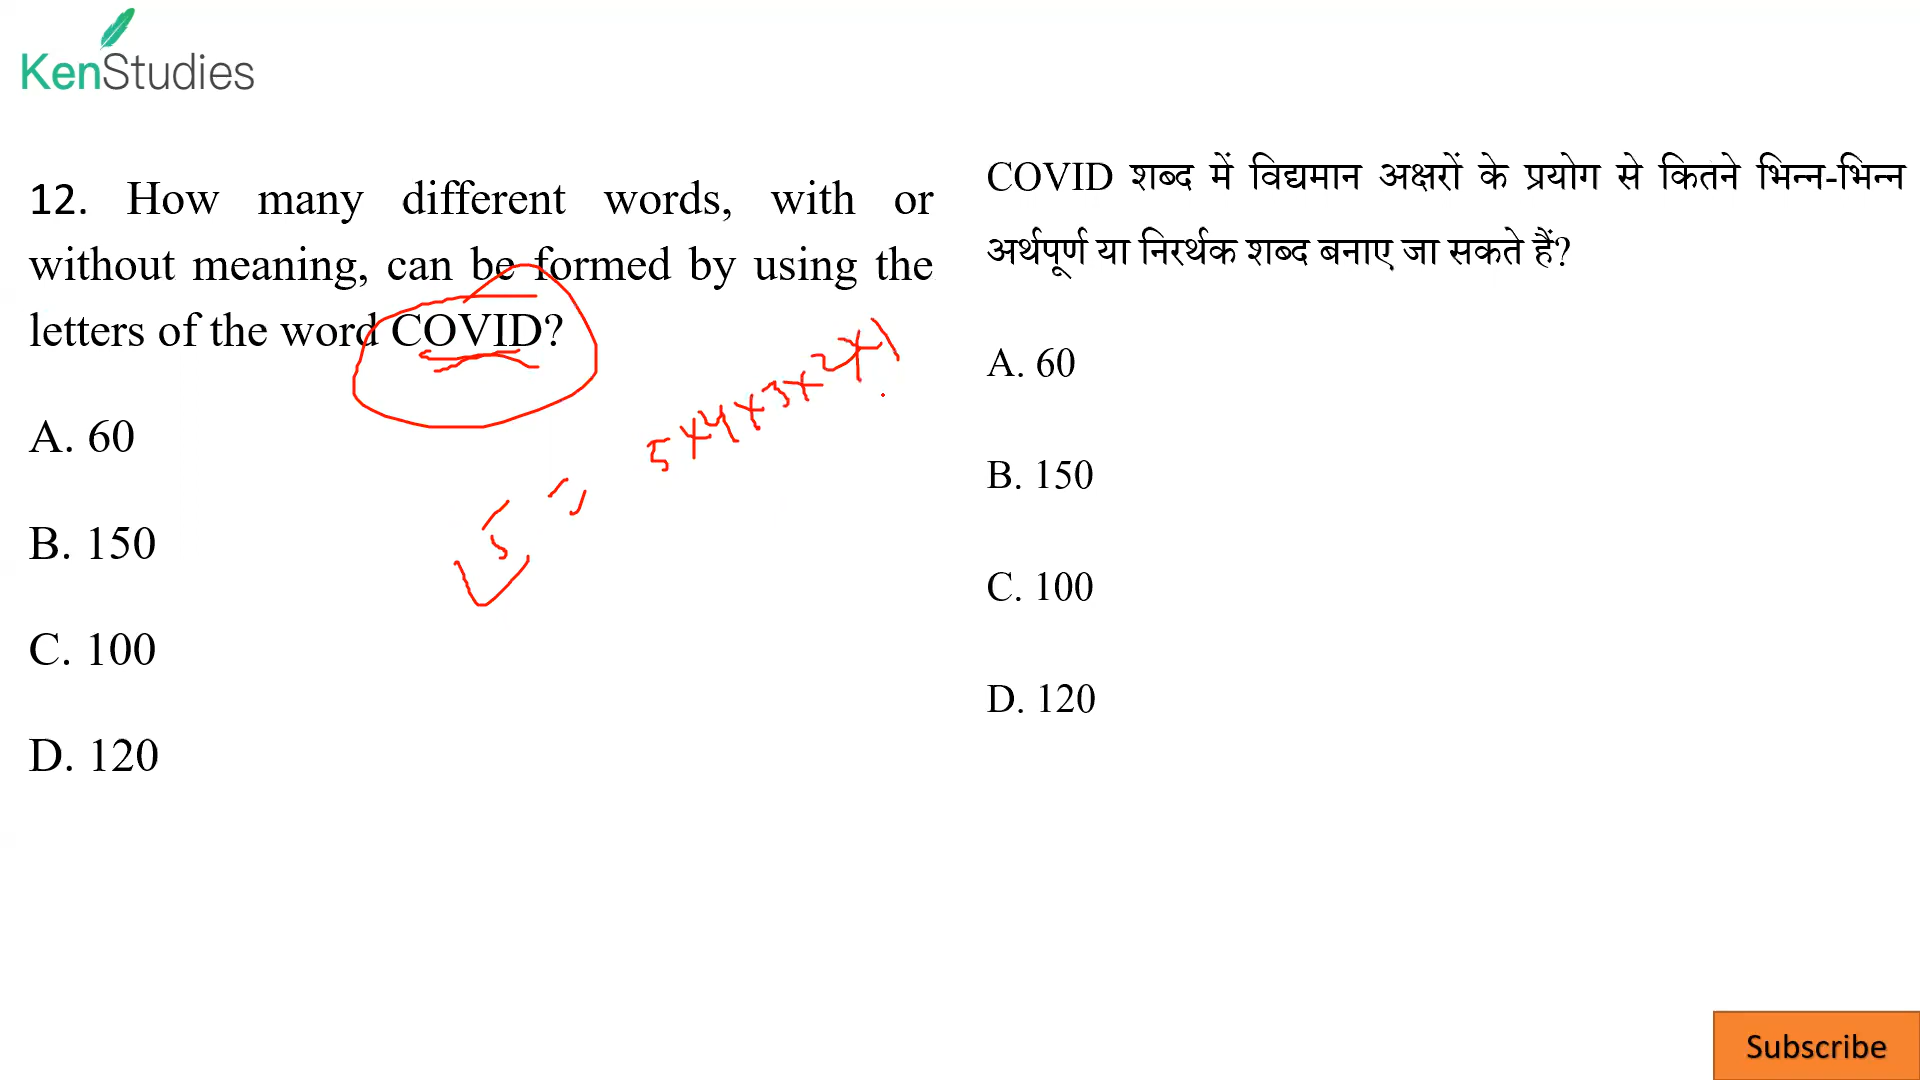 KenStudies
12. How many different words, with or
without meaning, can be formed by using the
letters of the word COVID?
A. 60
B. 150
C. 100
D. 120
5 = 5×4×3×2×1
COVID शब्द में विद्यमान अक्षरों के प्रयोग से कितने भिन्न-भिन्न
अर्थपूर्ण या निरर्थक शब्द बनाए जा सकते हैं?
A. 60
B. 150
C. 100
D. 120
Subscribe